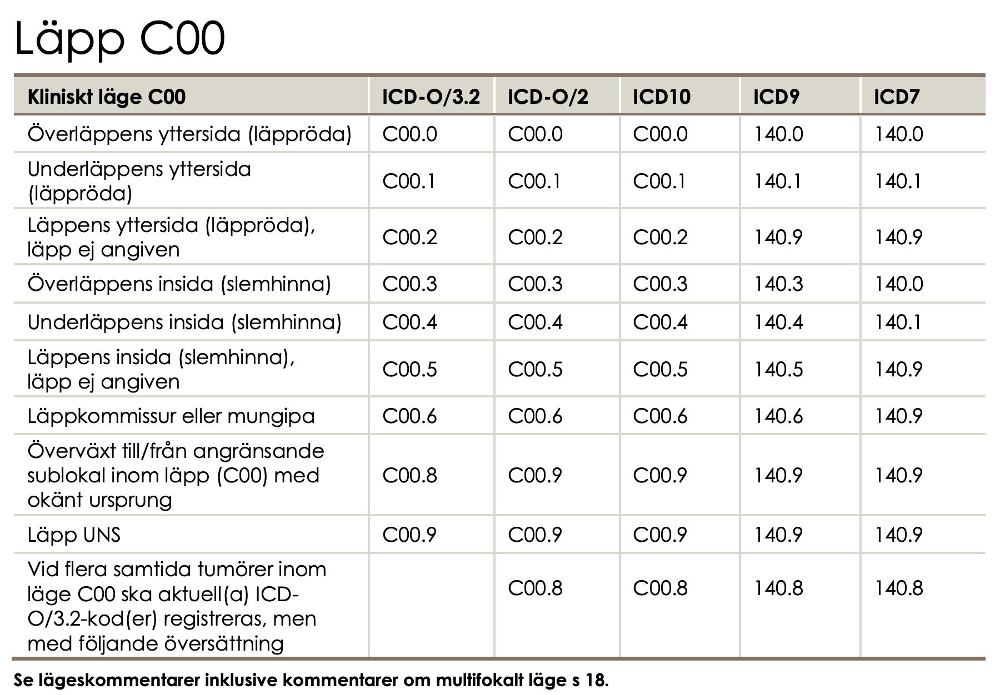 Läpp C00
Kliniskt läge C00 ICD-O/3.2 ICD-O/2 ICD10 ICD9 ICD7
Överläppens yttersida (läppröda) C00.0 C00.0 C00.0 140.0 140.0
Underläppens yttersida
(läppröda) C00.1 C00.1 C00.1 140.1 140.1
Läppens yttersida (läppröda),
läpp ej angiven C00.2 C00.2 C00.2 140.9 140.9
Överläppens insida (slemhinna) C00.3 C00.3 C00.3 140.3 140.0
Underläppens insida (slemhinna) C00.4 C00.4 C00.4 140.4 140.1
Läppens insida (slemhinna),
läpp ej angiven C00.5 C00.5 C00.5 140.5 140.9
Läppkommissur eller mungipa C00.6 C00.6 C00.6 140.6 140.9
Överväxt till/från angränsande
sublokal inom läpp (C00) med C00.8 C00.9 C00.9 140.9 140.9
okänt ursprung
Läpp UNS C00.9 C00.9 C00.9 140.9 140.9
Vid flera samtida tumörer inom
läge C00 ska aktuell(a) ICD- C00.8 C00.8 140.8 140.8
O/3.2-kod(er) registreras, men
med följande översättning
Se lägeskommentarer inklusive kommentarer om multifokalt läge s 18.